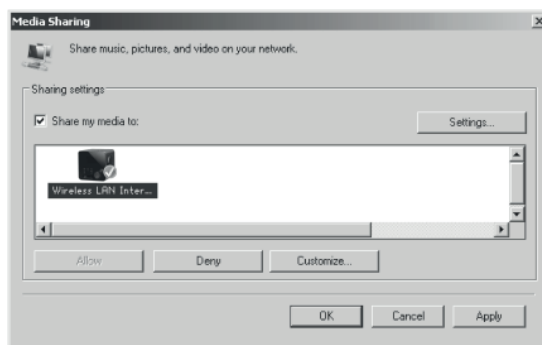 Media Sharing
Share music, pictures, and video on your network.
Sharing settings
Share my media to:
Settings...
Wireless LAN Inter...
Allow
Deny
Customize...
OK
Cancel
Apply